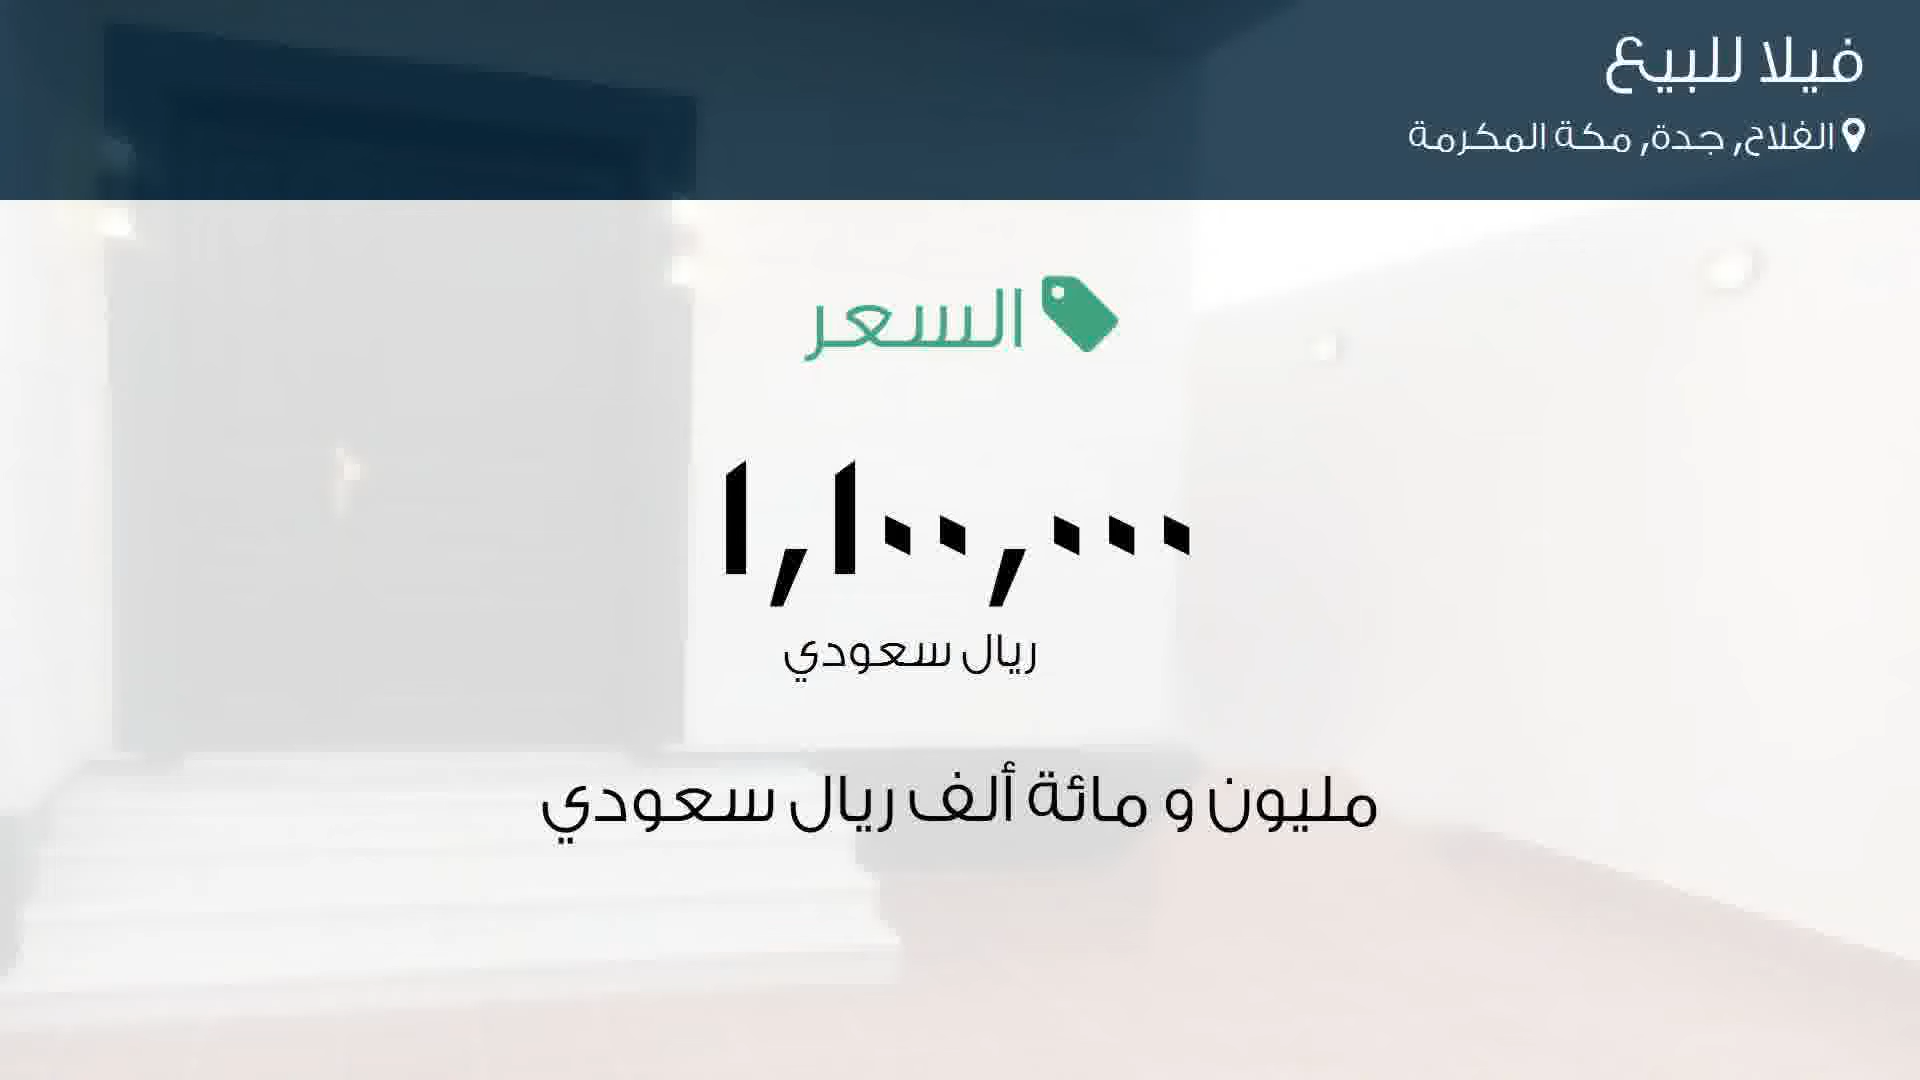 فيلا للبيع
الفلاح, جدة, مكة المكرمة
السعر
١,١٠٠,٠٠٠
ريال سعودي
مليون و مائة ألف ريال سعودي